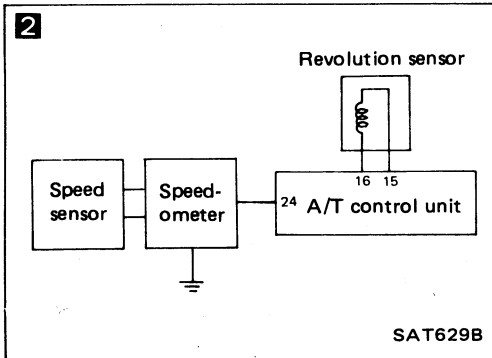 2
Revolution sensor
16 15
Speed
sensor
Speed-
ometer
24 A/T control unit
SAT629B